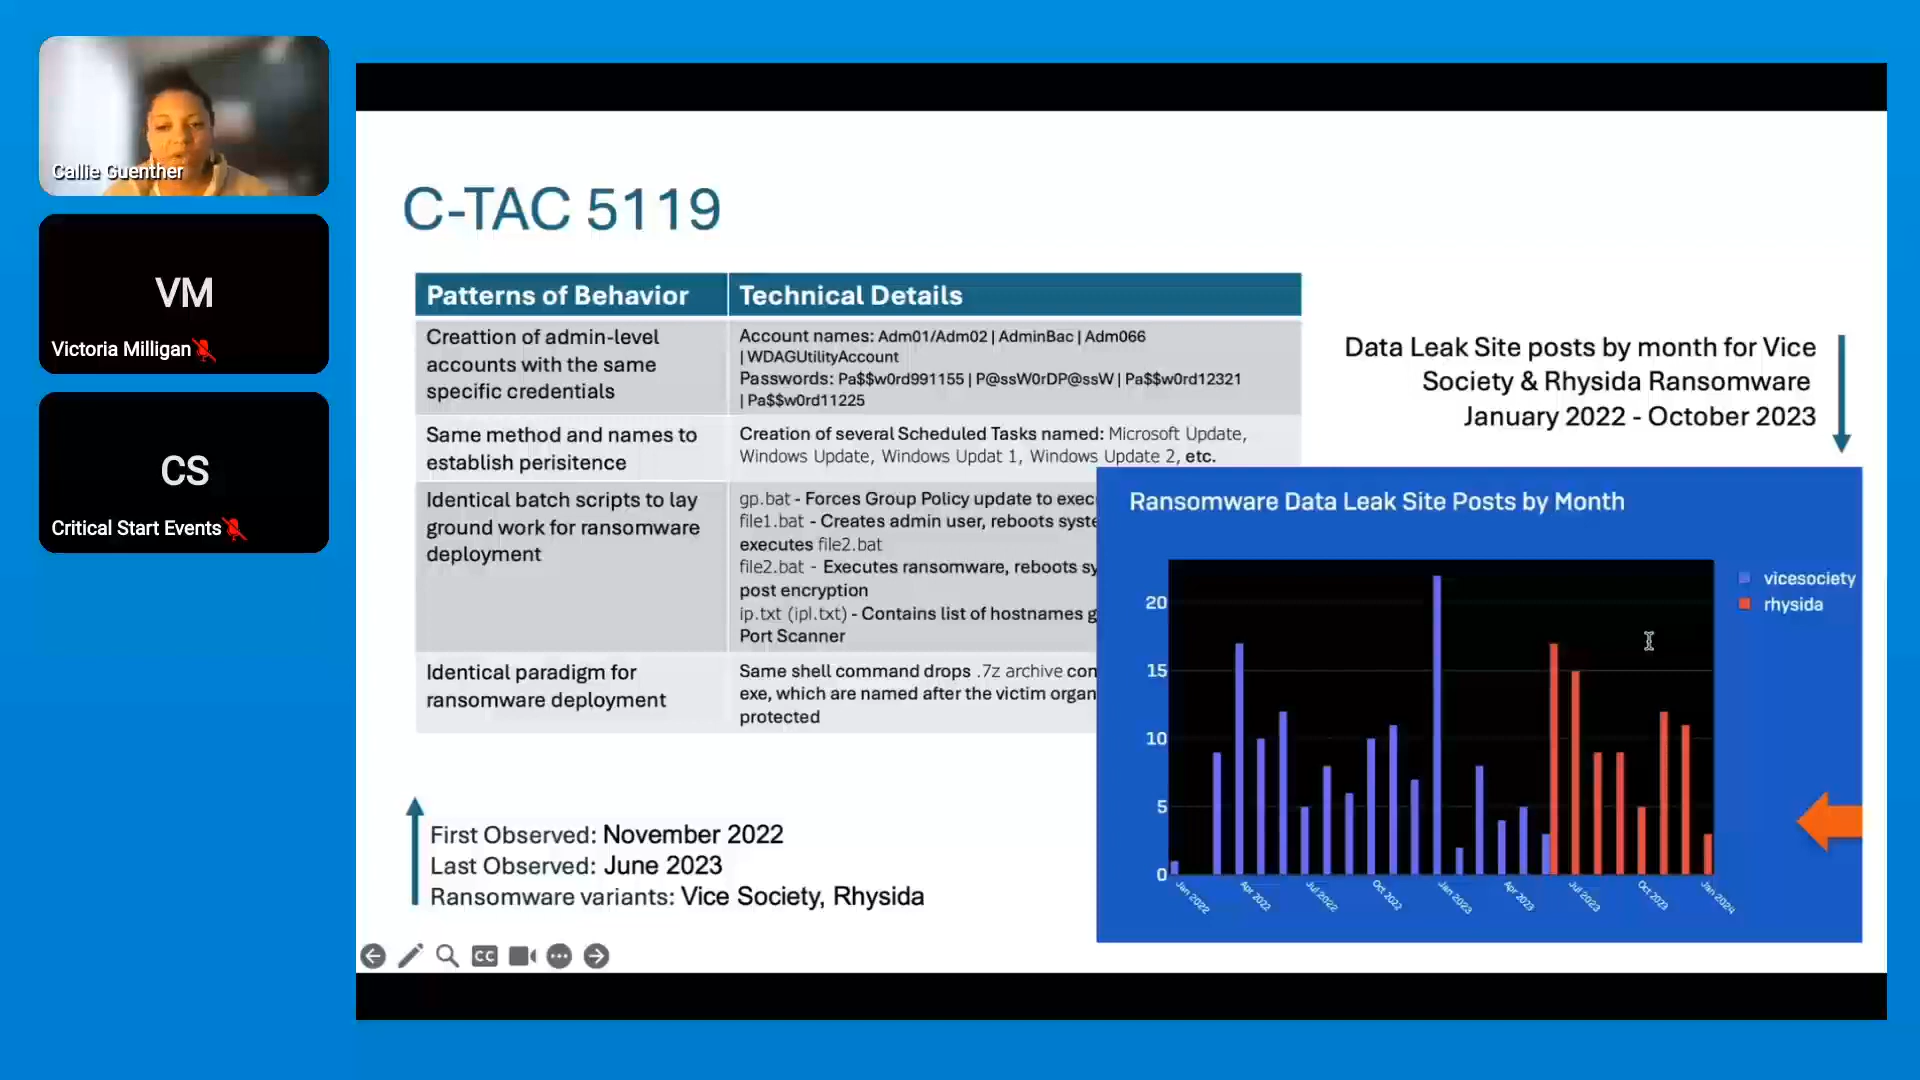 Callie Guenther
VM
Victoria Milligan
CS
Critical Start Events
C-TAC 5119
Patterns of Behavior
Technical Details
Creattion of admin-level
accounts with the same
specific credentials
Account names: Adm01/Adm02 | AdminBac | Adm066
| WDAGUtilityAccount
Passwords: Pa$$w0rd991155 | P@ssW0rDP@ssW | Pa$$w0rd12321
| Pa$$w0rd11225
Same method and names to
establish perisitence
Creation of several Scheduled Tasks named: Microsoft Update,
Windows Update, Windows Updat 1, Windows Update 2, etc.
Identical batch scripts to lay
ground work for ransomware
deployment
gp.bat - Forces Group Policy update to exec
file1.bat - Creates admin user, reboots syste
executes file2.bat
file2.bat - Executes ransomware, reboots sy
post encryption
ip.txt (ipl.txt) - Contains list of hostnames g
Port Scanner
Identical paradigm for
ransomware deployment
Same shell command drops .7z archive con
exe, which are named after the victim organ
protected
Data Leak Site posts by month for Vice
Society & Rhysida Ransomware
January 2022 - October 2023
Ransomware Data Leak Site Posts by Month
vicesociety
rhysida
20
15
10
5
0
Jan 2022
Apr 2022
Jul 2022
Oct 2022
Jan 2023
Apr 2023
Jul 2023
Oct 2023
Jan 2024
First Observed: November 2022
Last Observed: June 2023
Ransomware variants: Vice Society, Rhysida
CC